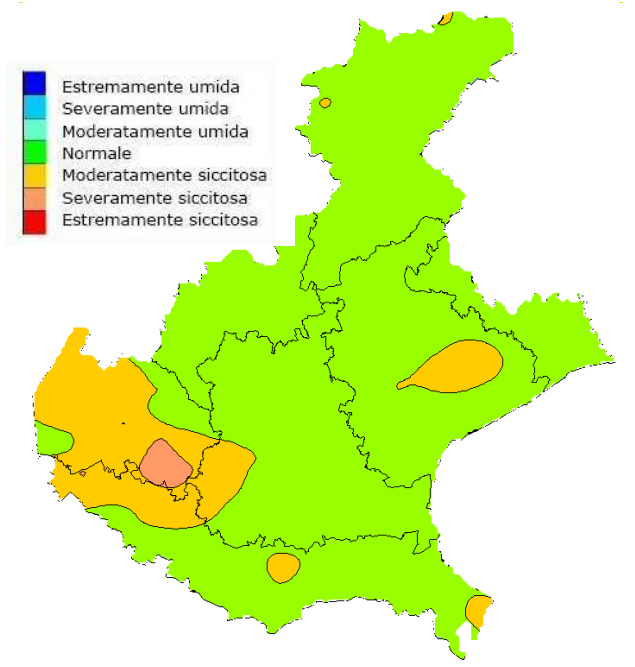 Estremamente umida
Severamente umida
Moderatamente umida
Normale
Moderatamente siccitosa
Severamente siccitosa
Estremamente siccitosa